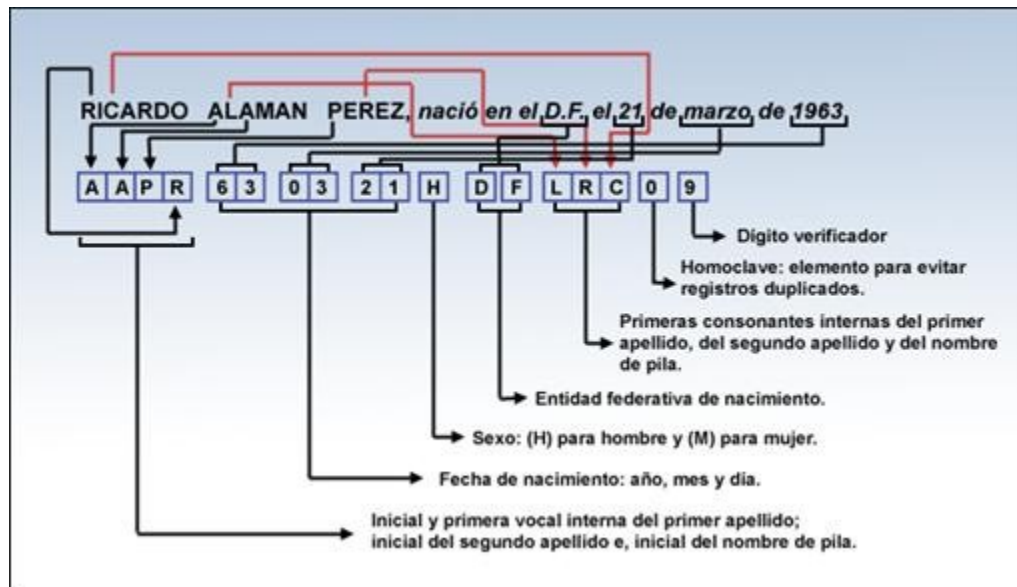 RICARDO ALAMAN PEREZ, nació en el D.F. el 21 de marzo de 1963
A A P R 6 3 0 3 2 1 H D F L R C 0 9
Dígito verificador
Homoclave: elemento para evitar
registros duplicados.
Primeras consonantes internas del primer
apellido, del segundo apellido y del nombre
de pila.
Entidad federativa de nacimiento.
Sexo: (H) para hombre y (M) para mujer.
Fecha de nacimiento: año, mes y día.
Inicial y primera vocal interna del primer apellido;
inicial del segundo apellido e, inicial del nombre de pila.